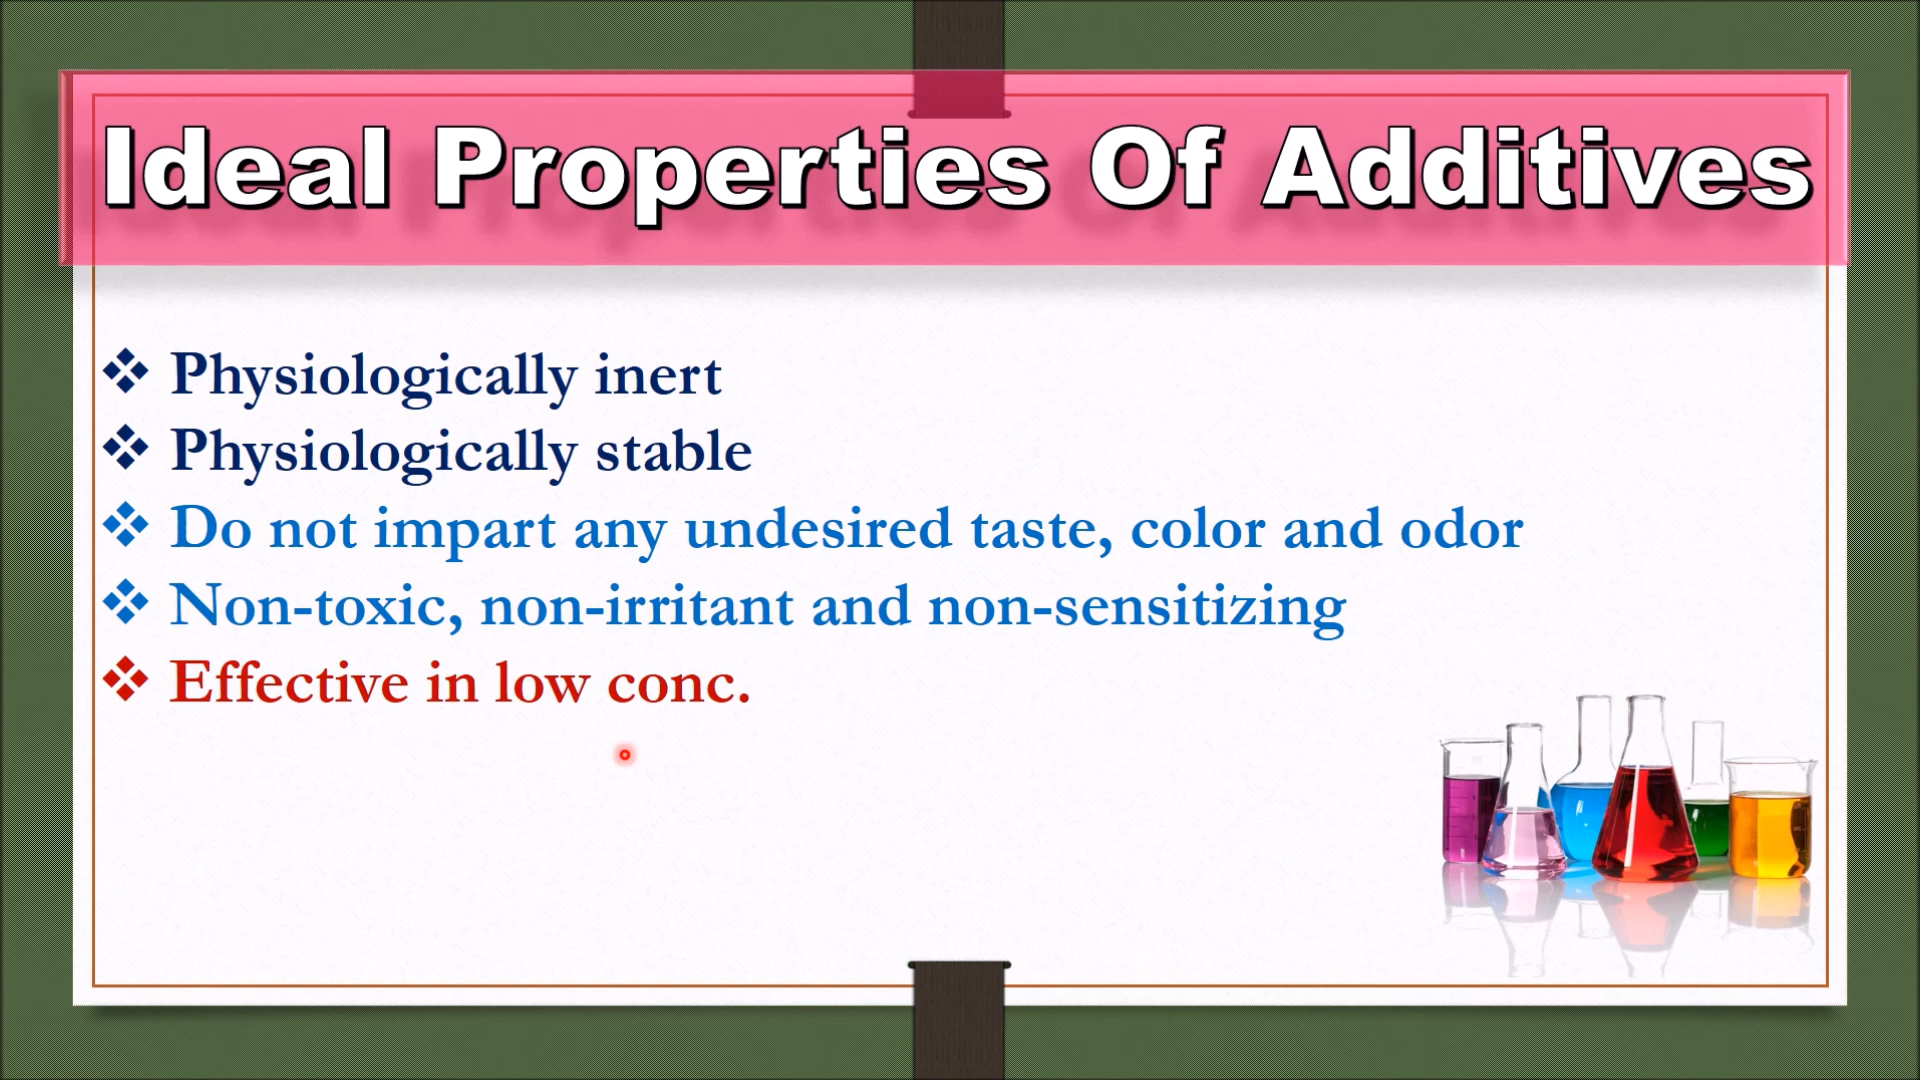 Ideal Properties Of Additives
❖ Physiologically inert
❖ Physiologically stable
❖ Do not impart any undesired taste, color and odor
❖ Non-toxic, non-irritant and non-sensitizing
❖ Effective in low conc.